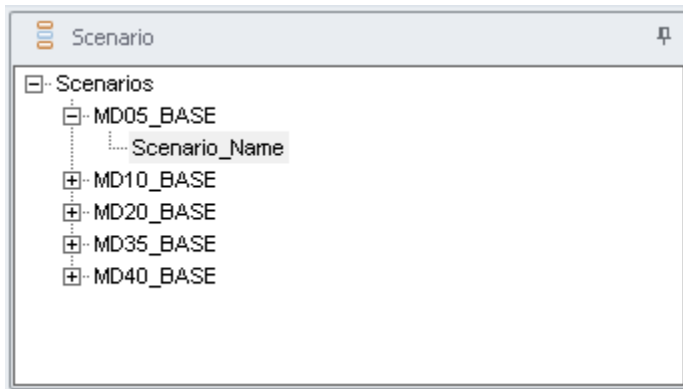 Scenario
Scenarios
MD05_BASE
Scenario_Name
MD10_BASE
MD20_BASE
MD35_BASE
MD40_BASE